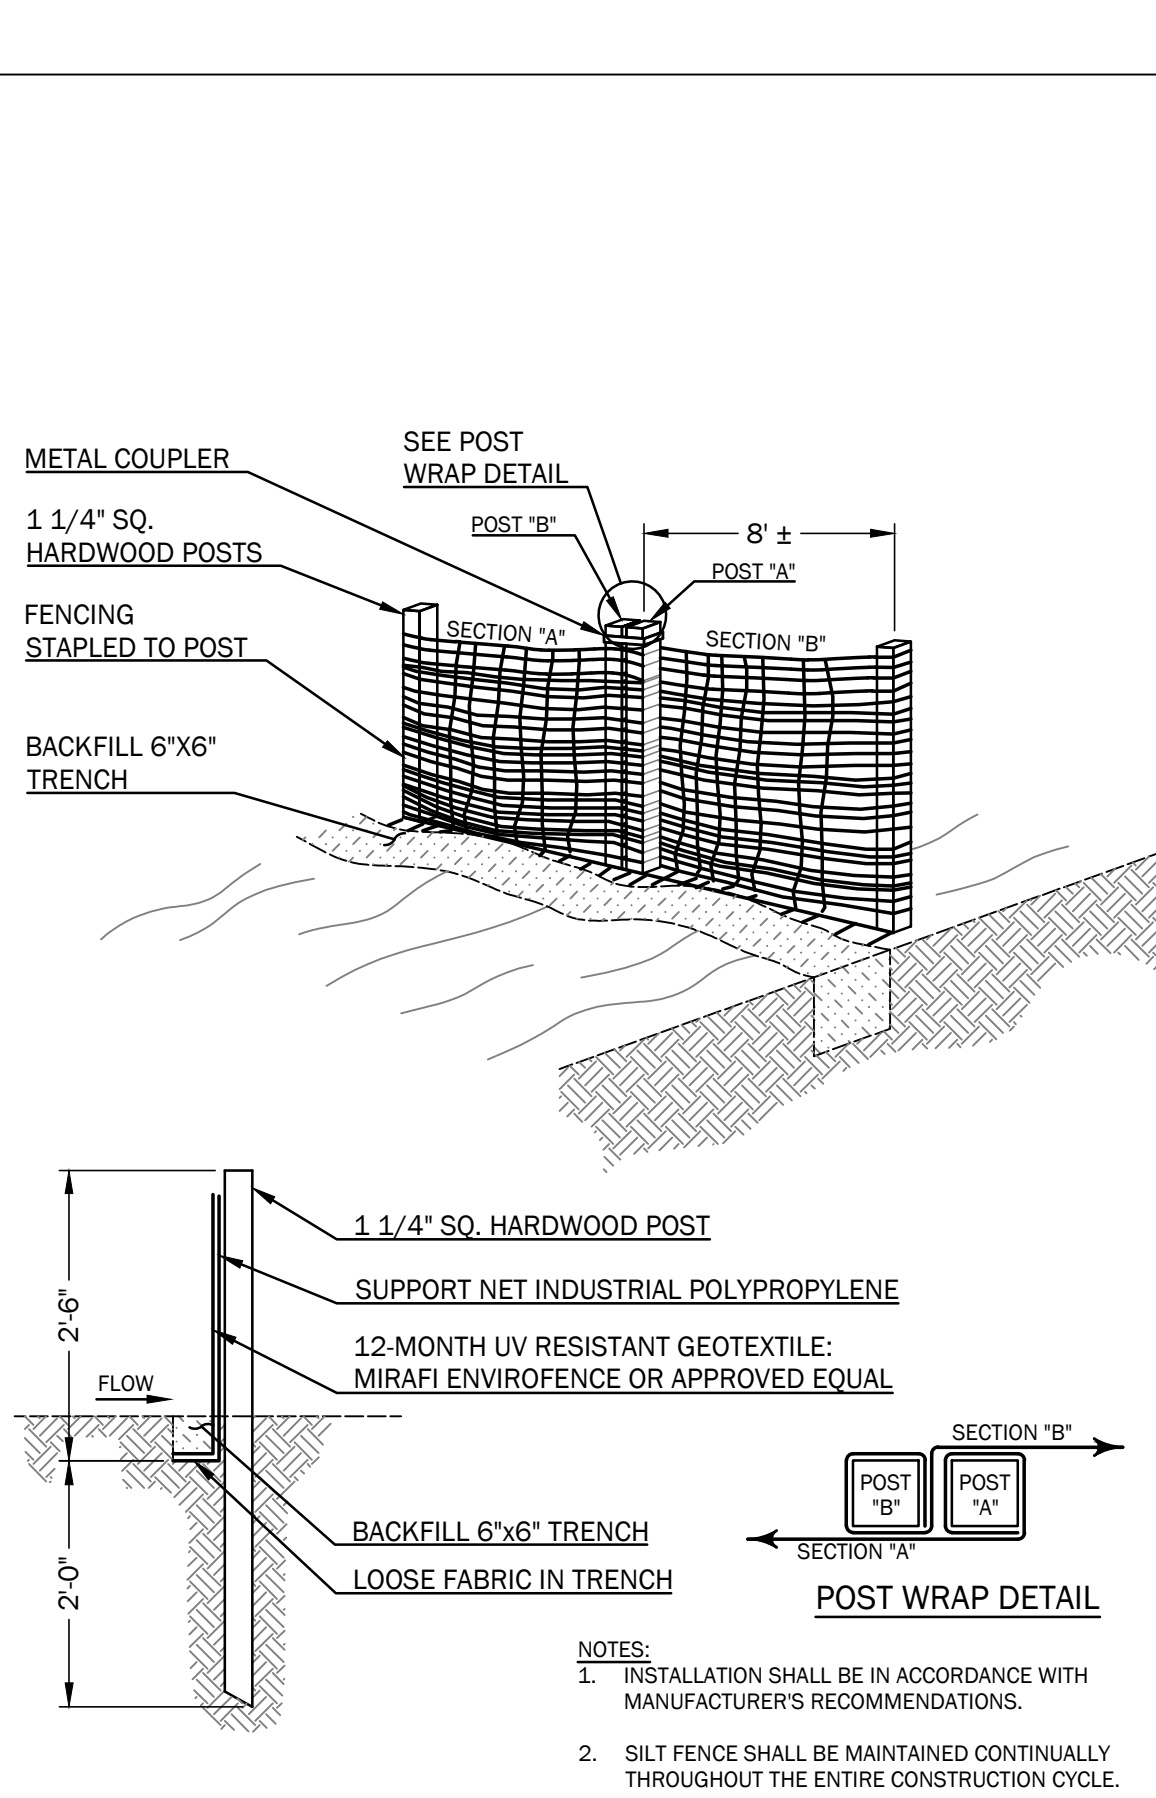 METAL COUPLER
SEE POST
WRAP DETAIL
1 1/4" SQ.
HARDWOOD POSTS
POST "B"
8' ±
POST "A"
FENCING
STAPLED TO POST
SECTION "A"
SECTION "B"
BACKFILL 6"X6"
TRENCH
1 1/4" SQ. HARDWOOD POST
SUPPORT NET INDUSTRIAL POLYPROPYLENE
2'-6"
12-MONTH UV RESISTANT GEOTEXTILE:
MIRAFI ENVIROFENCE OR APPROVED EQUAL
FLOW
BACKFILL 6"x6" TRENCH
LOOSE FABRIC IN TRENCH
2'-0"
SECTION "B"
POST
"B"
POST
"A"
SECTION "A"
POST WRAP DETAIL
NOTES:
1. INSTALLATION SHALL BE IN ACCORDANCE WITH
MANUFACTURER'S RECOMMENDATIONS.
2. SILT FENCE SHALL BE MAINTAINED CONTINUALLY
THROUGHOUT THE ENTIRE CONSTRUCTION CYCLE.